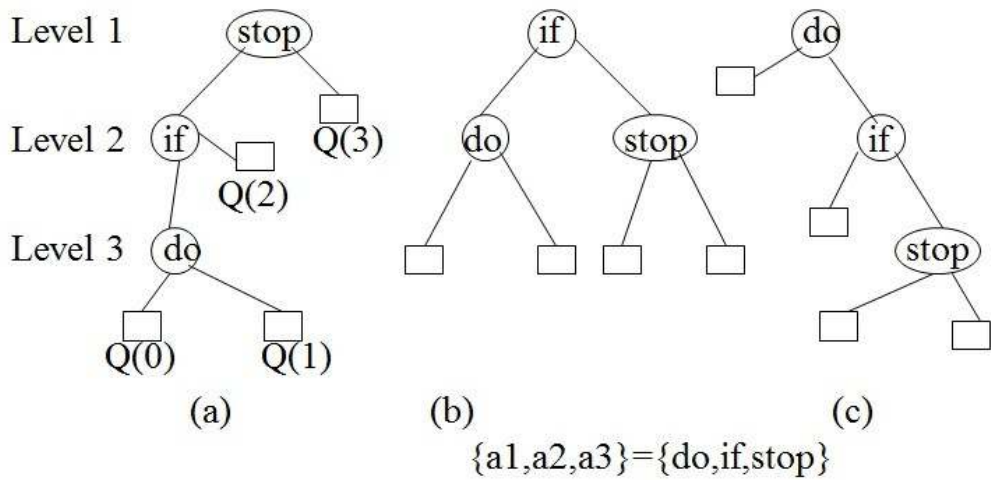 Level 1 stop if do
Level 2 if Q(2) Q(3) do stop if
Level 3 do stop
Q(0) Q(1)
(a) (b) (c)
{a1,a2,a3}={do,if,stop}